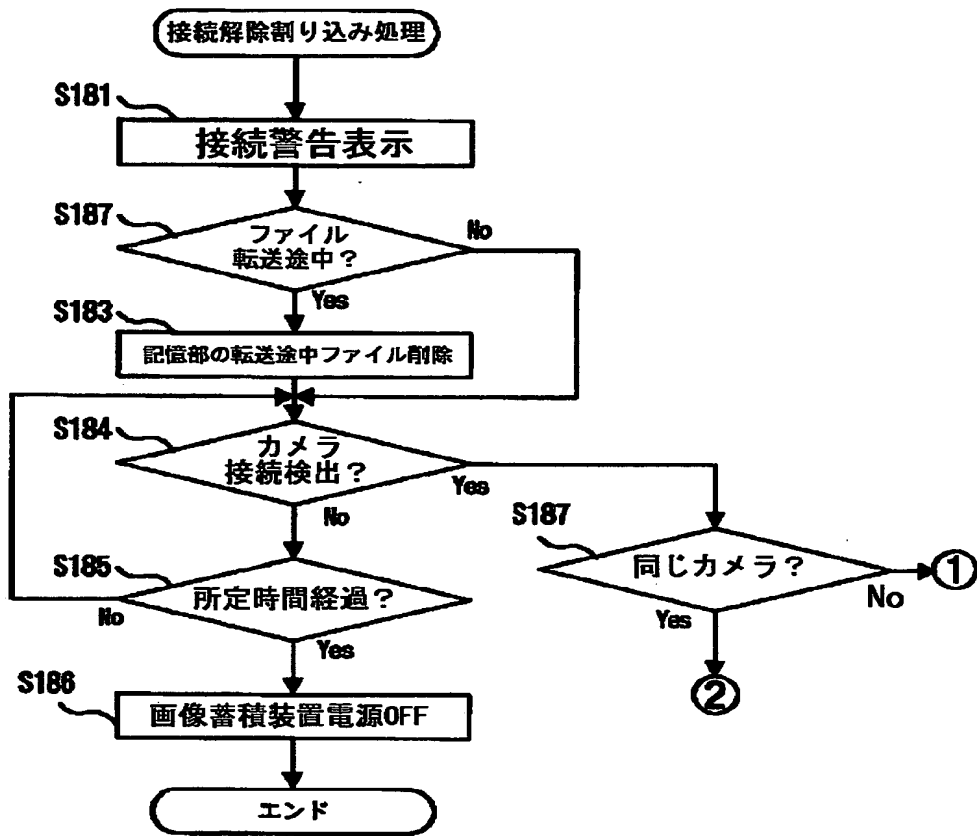 接続解除割り込み処理
S181
接続警告表示
S187
ファイル
転送途中？
No
Yes
S183
記憶部の転送途中ファイル削除
S184
カメラ
接続検出？
Yes
No
S187
同じカメラ？
No
①
Yes
②
S185
所定時間経過？
No
Yes
S186
画像蓄積装置電源OFF
エンド